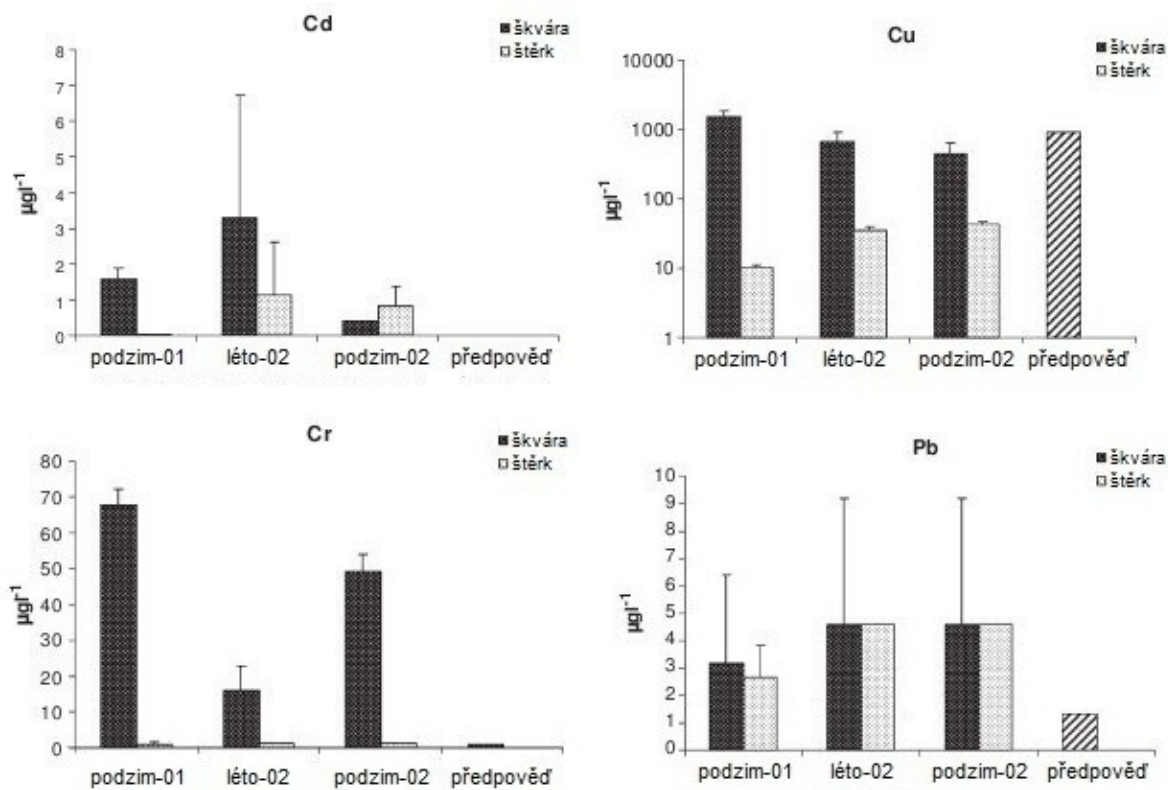 Cd
škvára
štěrk
8
7
6
5
4
3
2
1
0
µgl-1
podzim-01 léto-02 podzim-02 předpověď
Cu
škvára
štěrk
10000
1000
100
10
1
µgl-1
podzim-01 léto-02 podzim-02 předpověď
Cr
škvára
štěrk
80
70
60
50
40
30
20
10
0
µgl-1
podzim-01 léto-02 podzim-02 předpověď
Pb
škvára
štěrk
10
9
8
7
6
5
4
3
2
1
0
µgl-1
podzim-01 léto-02 podzim-02 předpověď